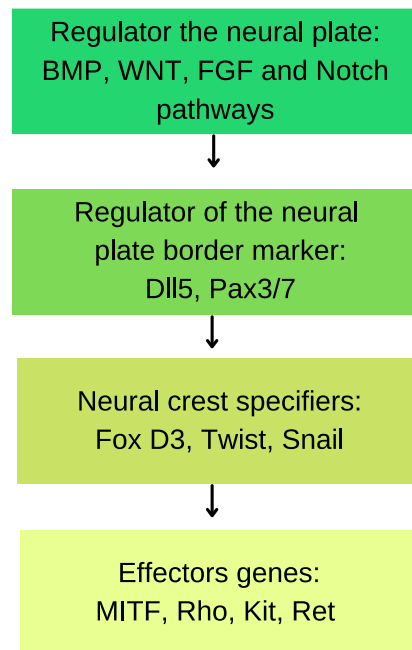 Regulator the neural plate:
BMP, WNT, FGF and Notch
pathways
Regulator of the neural
plate border marker:
Dll5, Pax3/7
Neural crest specifiers:
Fox D3, Twist, Snail
Effectors genes:
MITF, Rho, Kit, Ret